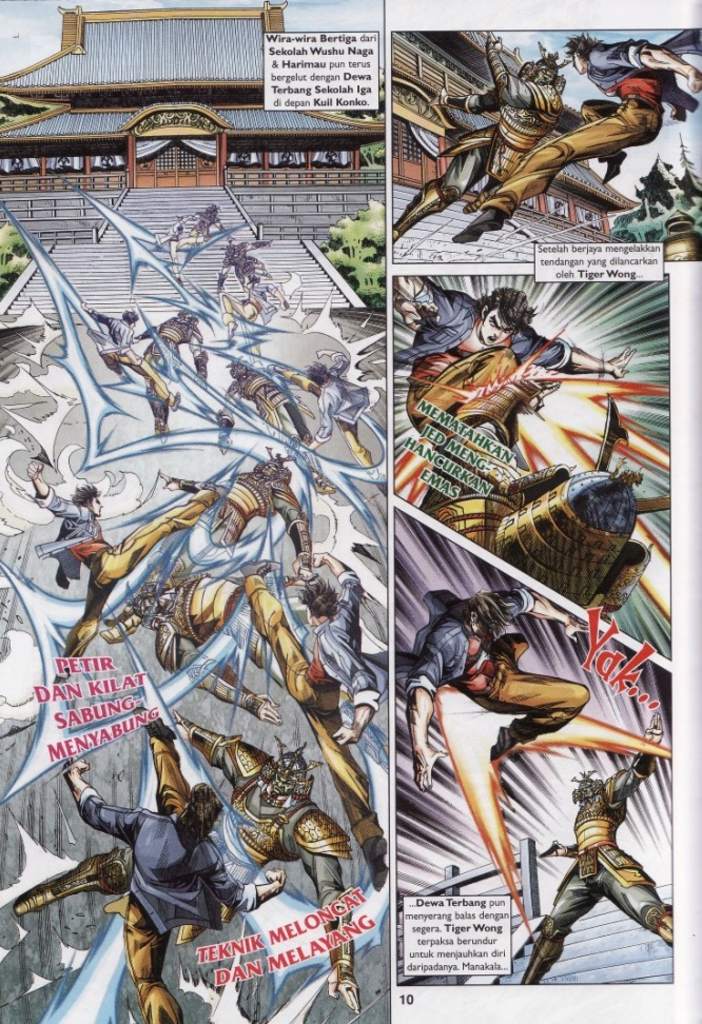 Wira-wira Bertiga dari
Sekolah Wushu Naga
& Harimau pun terus
bergelut dengan Dewa
Terbang Sekolah Iga
di depan Kuil Konko.
PETIR
DAN KILAT
SABUNG-
MENYABUNG
TEKNIK MELONCAT
DAN MELAYANG
Setelah berjaya mengelakkan
tendangan yang dilancarkan
oleh Tiger Wong...
MEMATAHKAN
JED MENG-
HANCURKAN
EMAS
Yak...
...Dewa Terbang pun
menyerang balas dengan
segera. Tiger Wong
terpaksa berundur
untuk menjauhkan diri
daripadanya. Manakala...
10